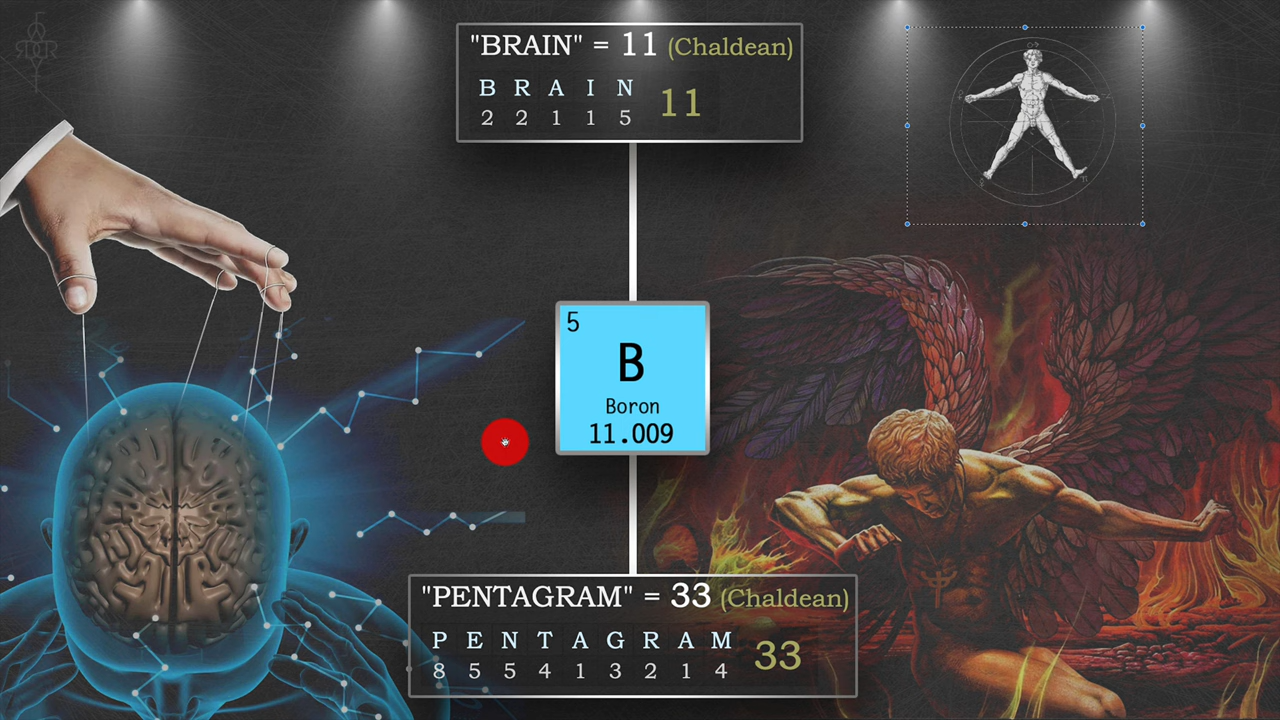 "BRAIN" = 11 (Chaldean)
B R A I N 11
2 2 1 1 5
5
B
Boron
11.009
"PENTAGRAM" = 33 (Chaldean)
P E N T A G R A M 33
8 5 5 4 1 3 2 1 4